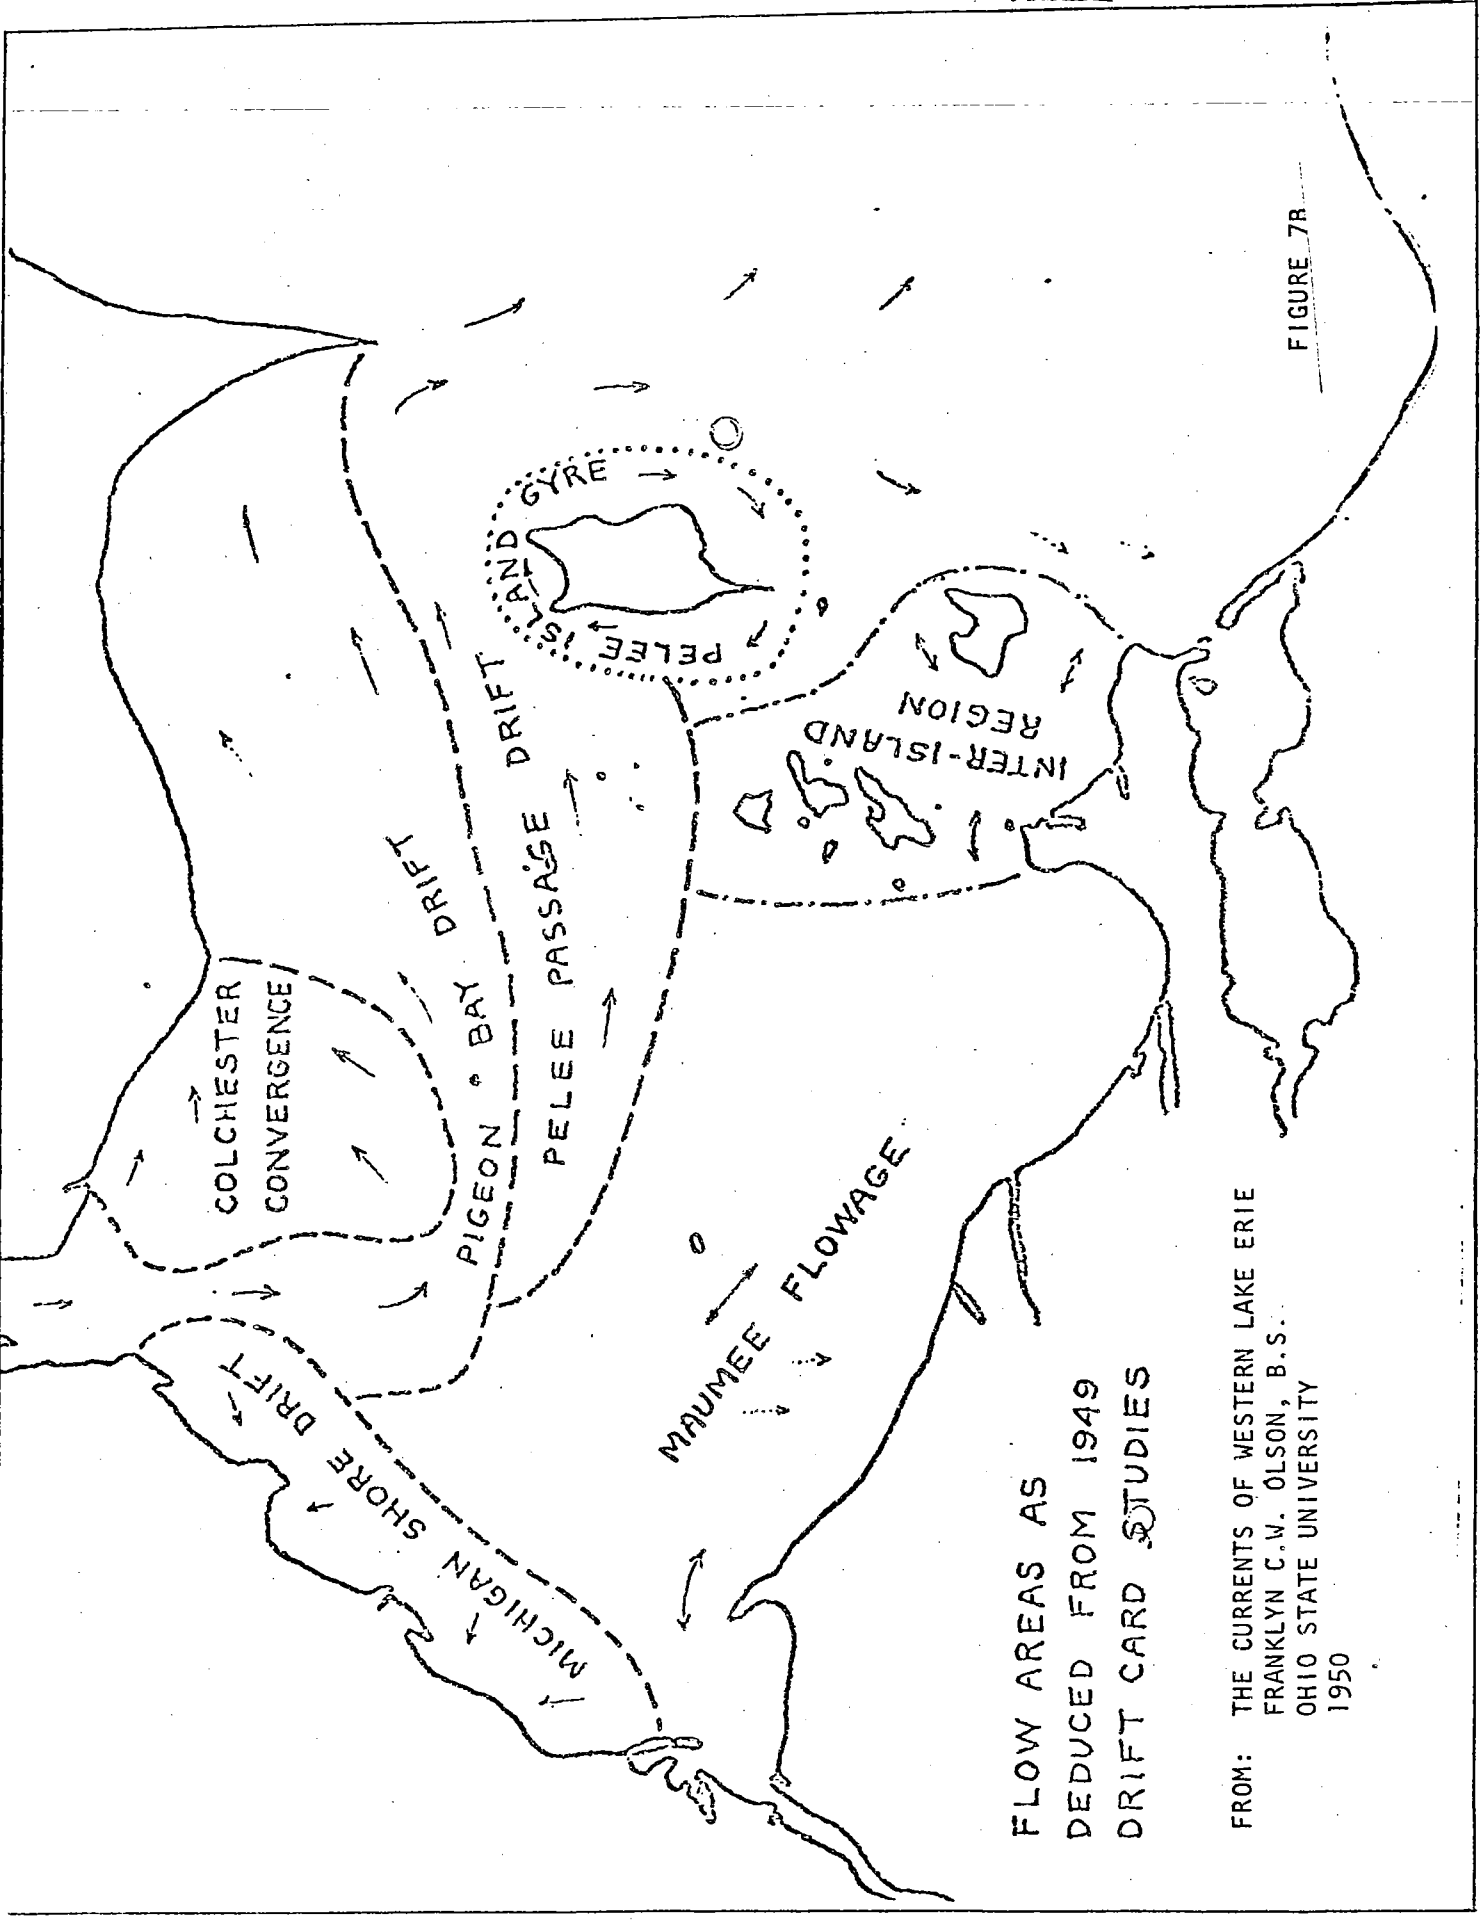 COLCHESTER
CONVERGENCE
PIGEON BAY DRIFT
PELEE PASSAGE DRIFT
PELEE ISLAND GYRE
INTER-ISLAND
REGION
MICHIGAN SHORE DRIFT
MAUMEE FLOWAGE
FLOW AREAS AS
DEDUCED FROM 1949
DRIFT CARD STUDIES
FIGURE 7B
FROM: THE CURRENTS OF WESTERN LAKE ERIE
FRANKLYN C.W. OLSON, B.S.
OHIO STATE UNIVERSITY
1950